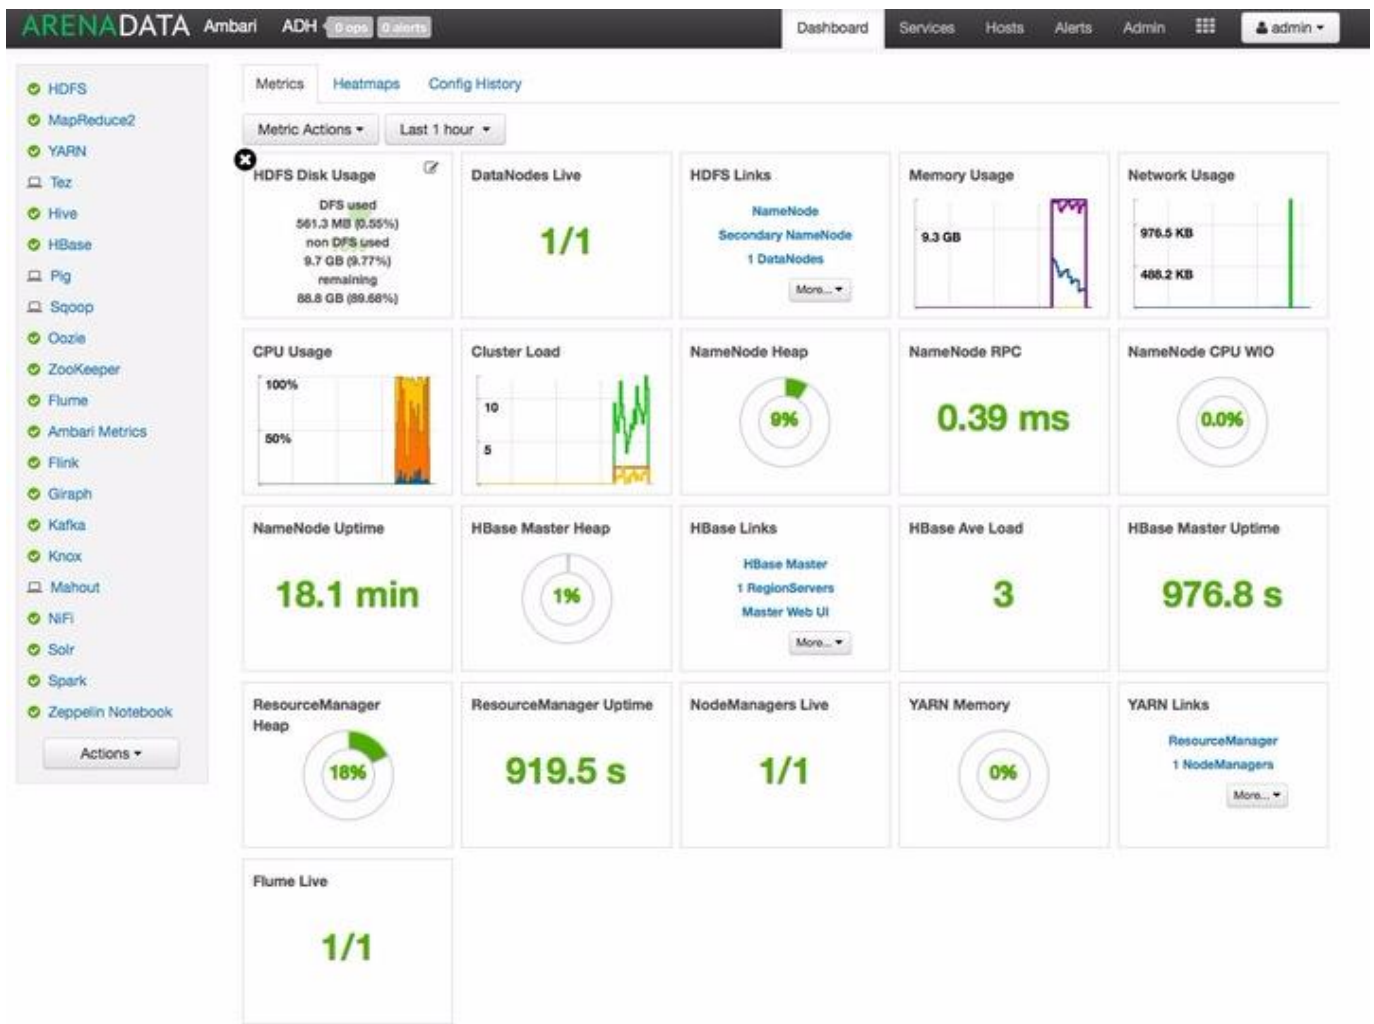 ARENADATA Ambari ADH 0 ops 0 alerts Dashboard Services Hosts Alerts Admin admin
HDFS
MapReduce2
YARN
Tez
Hive
HBase
Pig
Sqoop
Oozie
ZooKeeper
Flume
Ambari Metrics
Flink
Giraph
Kafka
Knox
Mahout
NiFi
Solr
Spark
Zeppelin Notebook
Actions
Metrics Heatmaps Config History
Metric Actions Last 1 hour
HDFS Disk Usage
DFS used
561.3 MB (0.55%)
non DFS used
9.7 GB (9.77%)
remaining
88.8 GB (89.68%)
DataNodes Live
1/1
HDFS Links
NameNode
Secondary NameNode
1 DataNodes
More...
Memory Usage
9.3 GB
Network Usage
976.5 KB
488.2 KB
CPU Usage
100%
50%
Cluster Load
10
5
NameNode Heap
9%
NameNode RPC
0.39 ms
NameNode CPU WIO
0.0%
NameNode Uptime
18.1 min
HBase Master Heap
1%
HBase Links
HBase Master
1 RegionServers
Master Web UI
More...
HBase Ave Load
3
HBase Master Uptime
976.8 s
ResourceManager
Heap
18%
ResourceManager Uptime
919.5 s
NodeManagers Live
1/1
YARN Memory
0%
YARN Links
ResourceManager
1 NodeManagers
More...
Flume Live
1/1